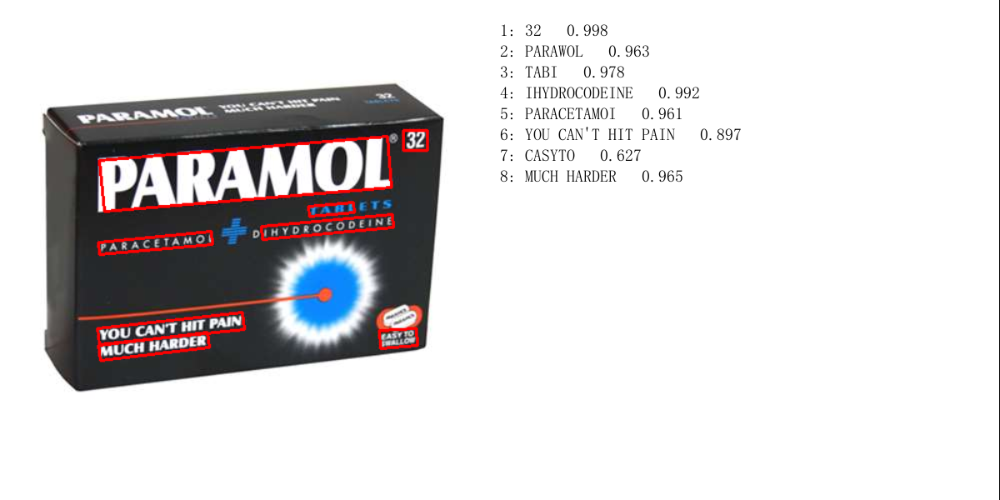 PARAMOL YOU CAN'T HIT PAIN 32
MUCH HARDER TABLETS
PARAMOL® 32
TABLETS
PARACETAMOL + DIHYDROCODEINE
YOU CAN'T HIT PAIN
MUCH HARDER
PARAMOL
PARAMOL
EASY TO
SWALLOW
1: 32 0.998
2: PARAWOL 0.963
3: TABI 0.978
4: IHYDROCODEINE 0.992
5: PARACETAMOI 0.961
6: YOU CAN'T HIT PAIN 0.897
7: CASYTO 0.627
8: MUCH HARDER 0.965